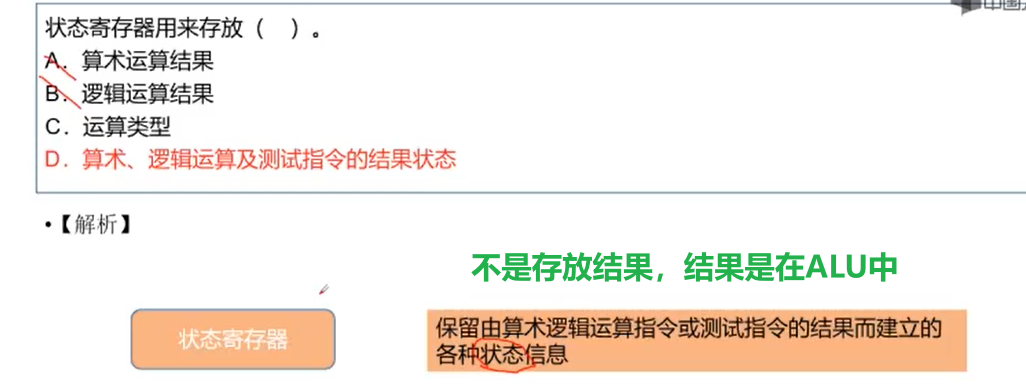 状态寄存器用来存放（　）。
A．算术运算结果
B．逻辑运算结果
C．运算类型
D．算术、逻辑运算及测试指令的结果状态
•【解析】
不是存放结果，结果是在ALU中
状态寄存器
保留由算术逻辑运算指令或测试指令的结果而建立的
各种状态信息